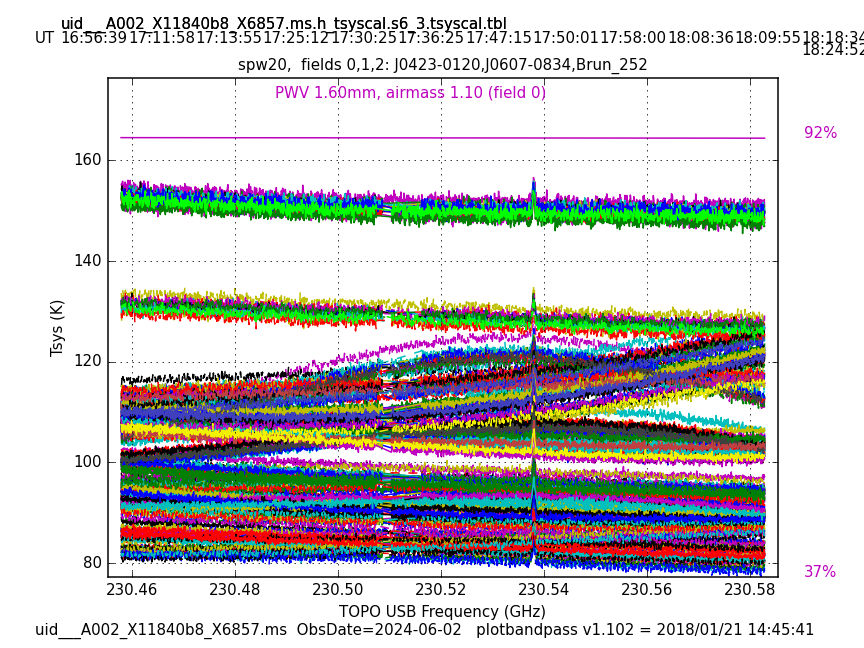 uid___A002_X11840b8_X6857.ms.h_tsyscal.s6_3.tsyscal.tbl
UT 16:56:39 17:11:58 17:13:55 17:25:12 17:30:25 17:36:25 17:47:15 17:50:01 17:58:00 18:08:36 18:09:55 18:18:34
18:24:52
spw20, fields 0,1,2: J0423-0120,J0607-0834,Brun_252
PWV 1.60mm, airmass 1.10 (field 0)
92%
160
140
120
100
80
Tsys (K)
37%
230.46 230.48 230.50 230.52 230.54 230.56 230.58
TOPO USB Frequency (GHz)
uid___A002_X11840b8_X6857.ms ObsDate=2024-06-02 plotbandpass v1.102 = 2018/01/21 14:45:41